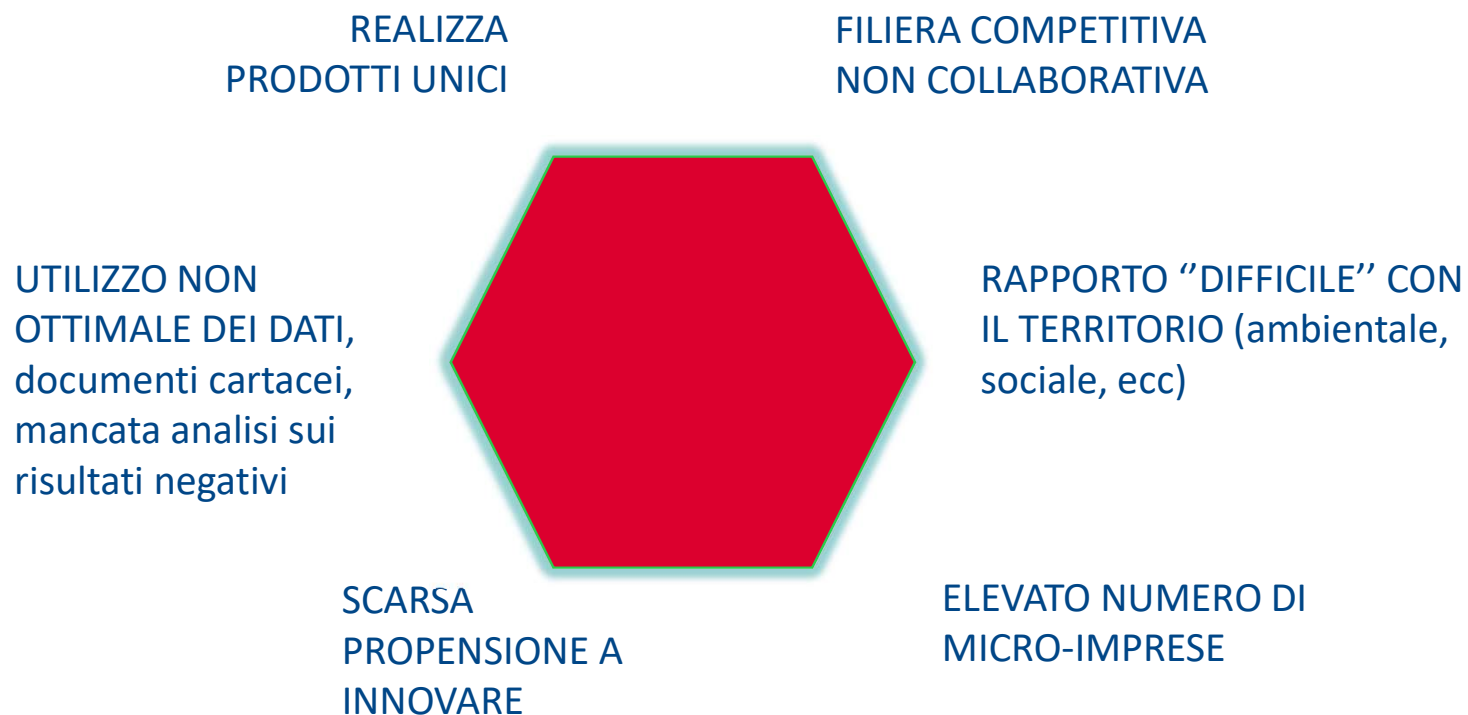 REALIZZA
PRODOTTI UNICI
FILIERA COMPETITIVA
NON COLLABORATIVA
UTILIZZO NON
OTTIMALE DEI DATI,
documenti cartacei,
mancata analisi sui
risultati negativi
RAPPORTO ‘’DIFFICILE’’ CON
IL TERRITORIO (ambientale,
sociale, ecc)
SCARSA
PROPENSIONE A
INNOVARE
ELEVATO NUMERO DI
MICRO-IMPRESE